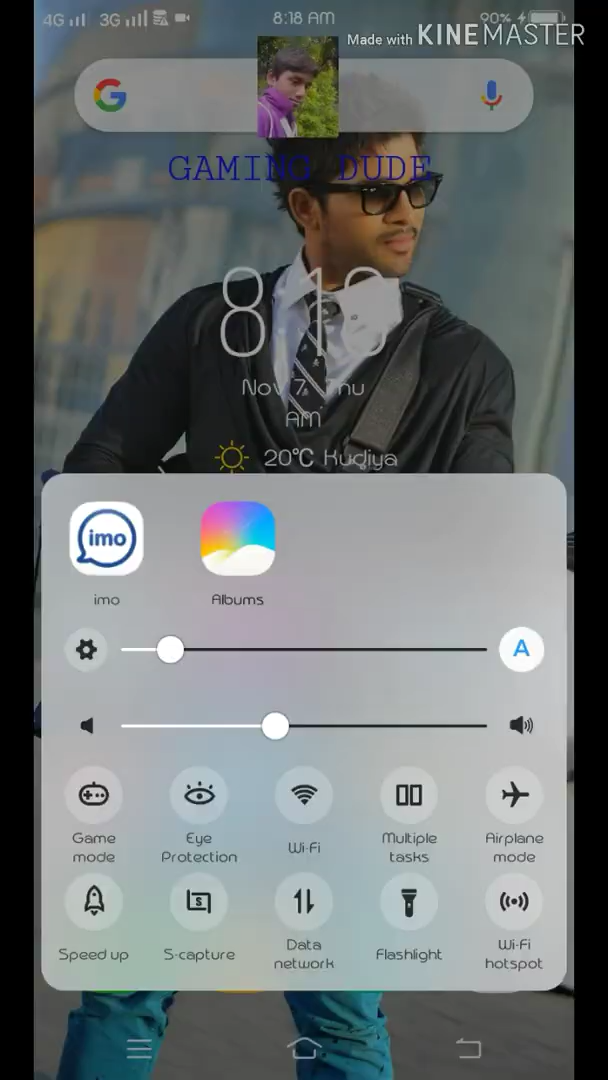 4G 3G 8:18 AM 90%
Made with KINEMASTER
G
GAMING DUDE
8:18
Nov 7, Thu
AM
20℃ Kudjya
imo
imo Albums
A
Game mode
Eye Protection
Wi-Fi
Multiple tasks
Airplane mode
S
Speed up
S-capture
Data network
Flashlight
Wi-Fi hotspot